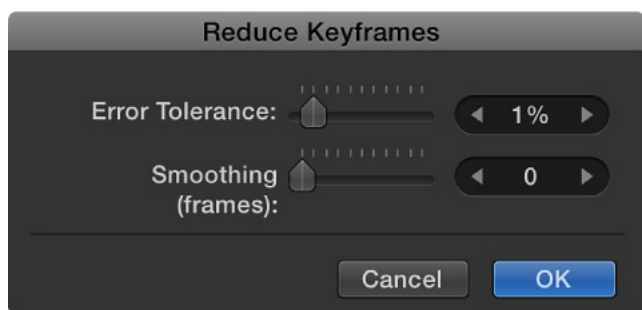 Reduce Keyframes
Error Tolerance: 1%
Smoothing 0
(frames):
Cancel OK